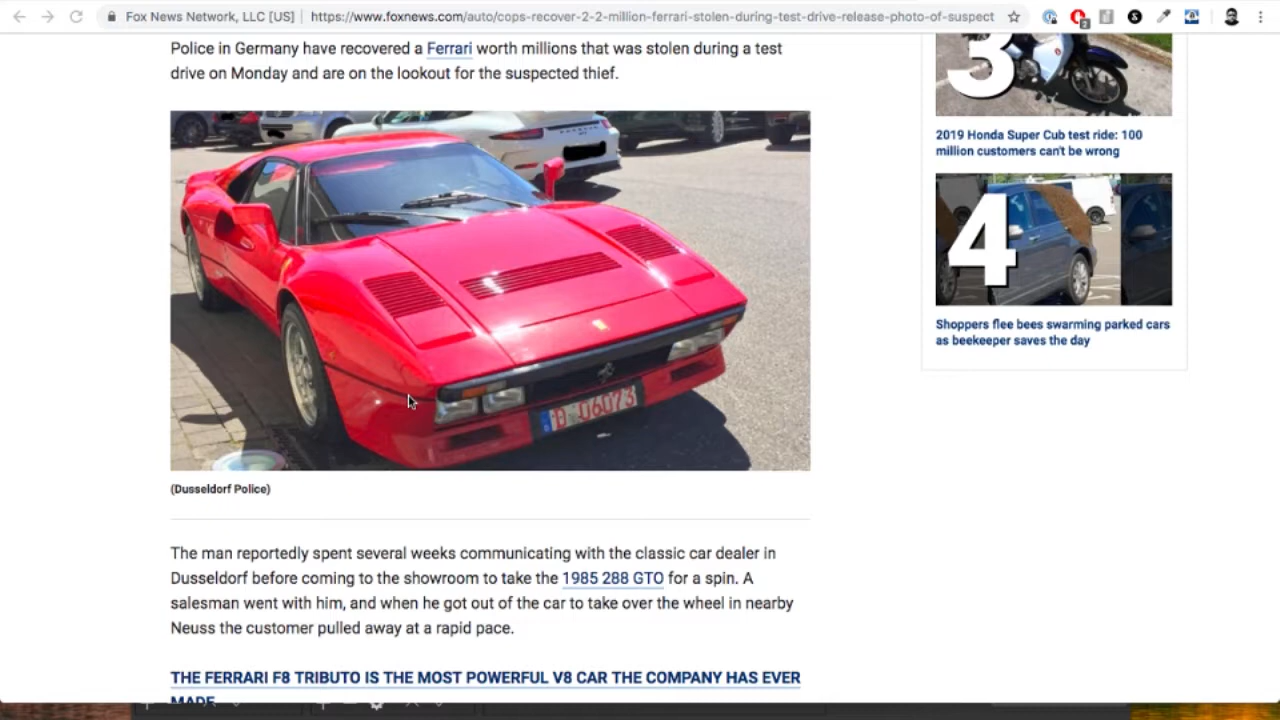 Fox News Network, LLC [US]
https://www.foxnews.com/auto/cops-recover-2-2-million-ferrari-stolen-during-test-drive-release-photo-of-suspect
2
Police in Germany have recovered a Ferrari worth millions that was stolen during a test
drive on Monday and are on the lookout for the suspected thief.
D 06073
(Dusseldorf Police)
The man reportedly spent several weeks communicating with the classic car dealer in
Dusseldorf before coming to the showroom to take the 1985 288 GTO for a spin. A
salesman went with him, and when he got out of the car to take over the wheel in nearby
Neuss the customer pulled away at a rapid pace.
THE FERRARI F8 TRIBUTO IS THE MOST POWERFUL V8 CAR THE COMPANY HAS EVER
MADE
3
2019 Honda Super Cub test ride: 100
million customers can't be wrong
4
Shoppers flee bees swarming parked cars
as beekeeper saves the day